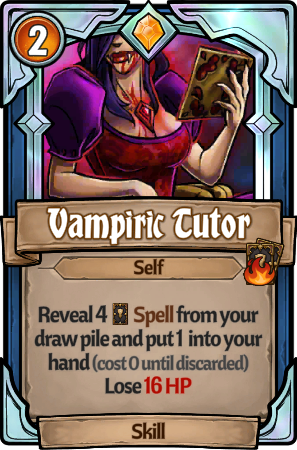 2
Vampiric Tutor
Self
Reveal 4 Spell from your
draw pile and put 1 into your
hand (cost 0 until discarded)
Lose 16 HP
Skill